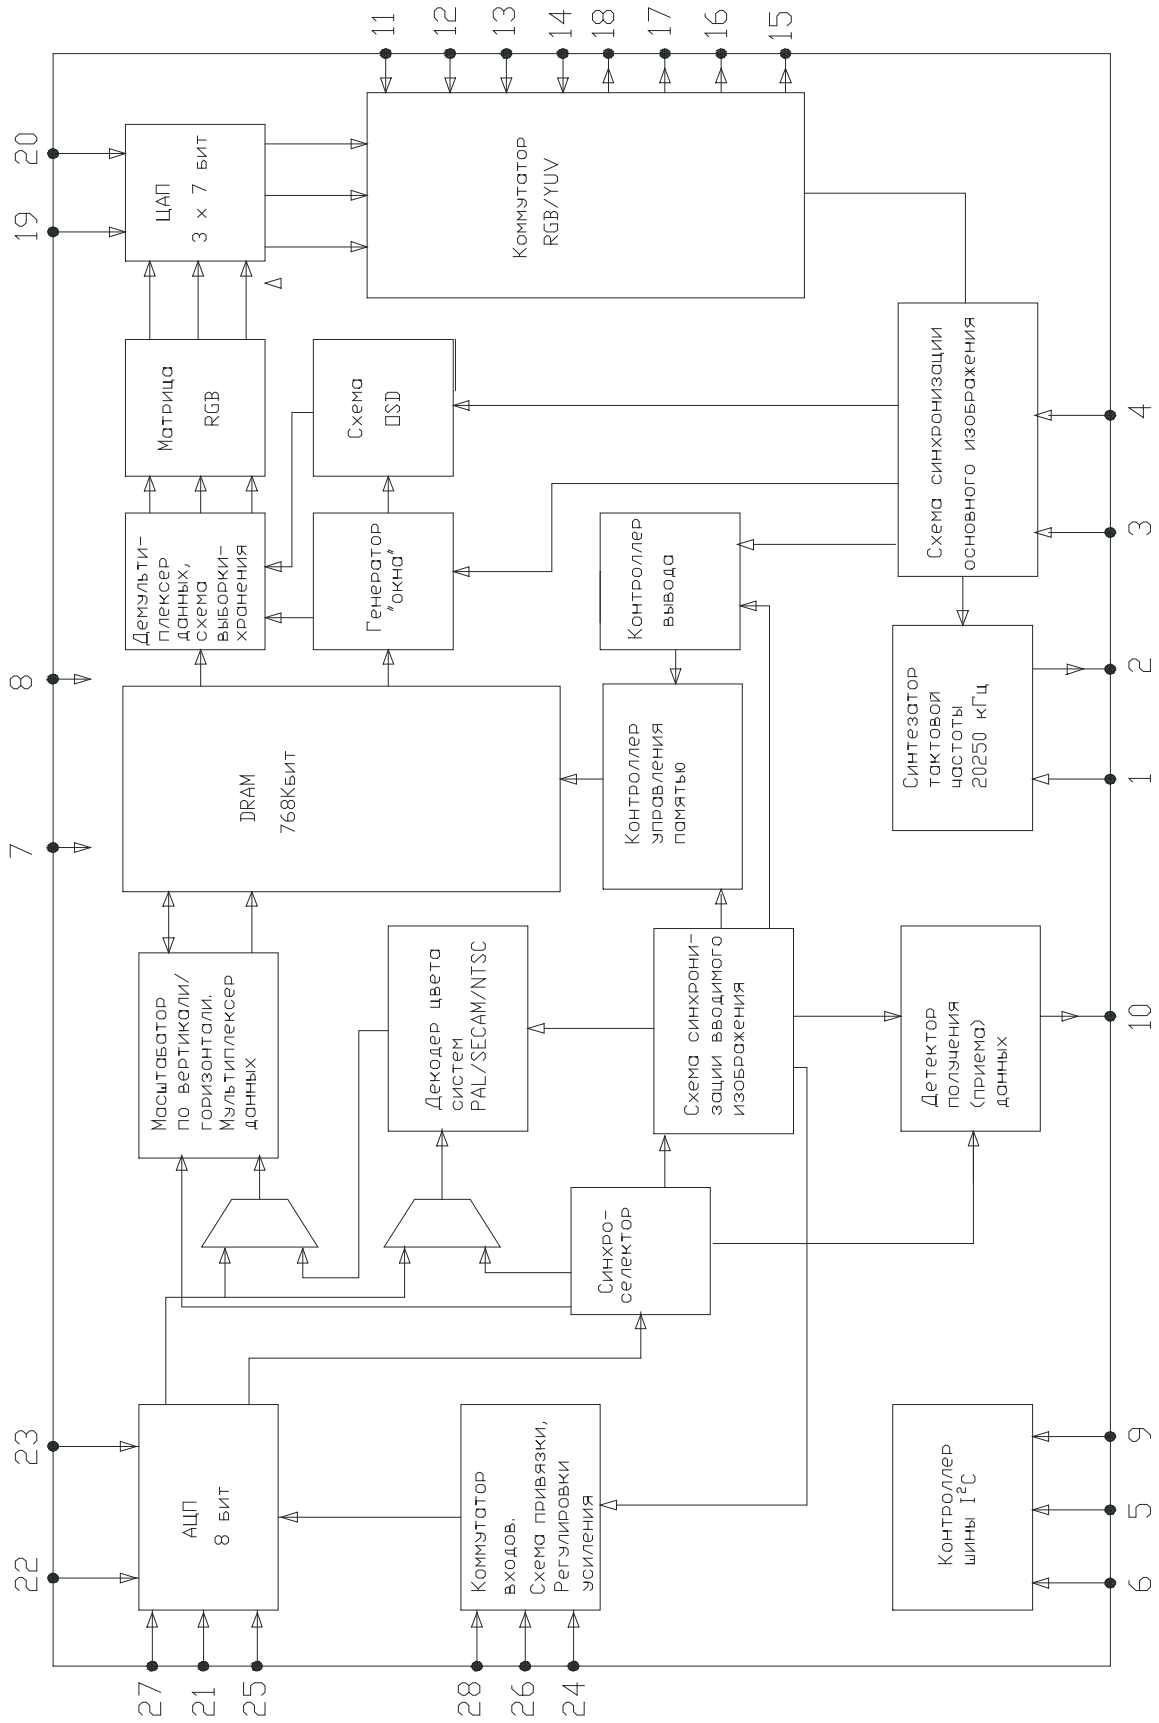 27
21
25
28
26
24
22
23
7
8
19
20
АЦП
8 БИТ
Коммутатор
входов.
Схема привязки,
Регулировки
усиления
Контроллер
шины I²C
Синхро-
селектор
Масштабатор
по вертикали/
горизонтали.
Мультиплексер
данных
Декодер цвета
систем
PAL/SECAM/NTSC
Схема синхрони-
зации вводимого
изображения
Детектор
получения
(приема)
данных
DRAM
768Кбит
Контроллер
управления
памятью
Синтезатор
тактовой
частоты
20250 кГц
Демульти-
плексер
данных,
схема
выборки-
хранения
Генератор
"окна"
Контроллер
вывода
Матрица
RGB
Схема
OSD
Схема синхронизации
основного изображения
ЦАП
3 x 7 БИТ
Коммутатор
RGB/YUV
6
5
9
10
1
2
3
4
11
12
13
14
18
17
16
15